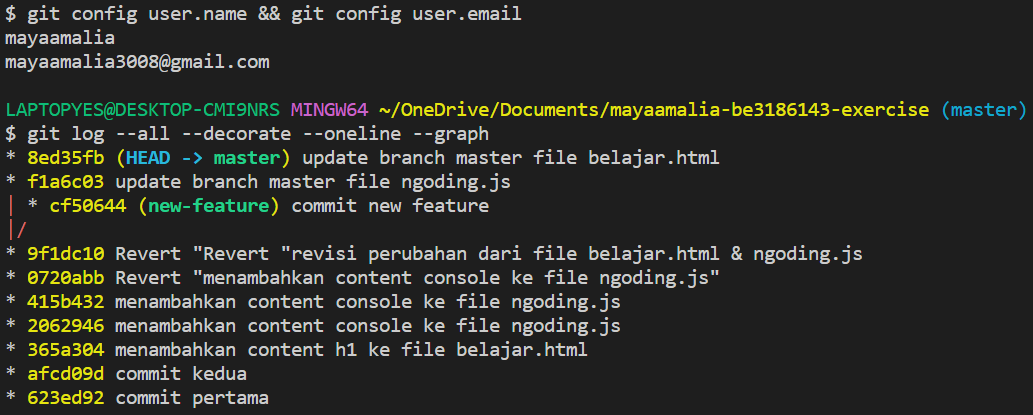 $ git config user.name && git config user.email
mayaamalia
mayaamalia3008@gmail.com
LAPTOPYES@DESKTOP-CMI9NRS MINGW64 ~/OneDrive/Documents/mayaamalia-be3186143-exercise (master)
$ git log --all --decorate --oneline --graph
* 8ed35fb (HEAD -> master) update branch master file belajar.html
* f1a6c03 update branch master file ngoding.js
| * cf50644 (new-feature) commit new feature
|/
* 9f1dc10 Revert "Revert "revisi perubahan dari file belajar.html & ngoding.js
* 0720abb Revert "menambahkan content console ke file ngoding.js"
* 415b432 menambahkan content console ke file ngoding.js
* 2062946 menambahkan content console ke file ngoding.js
* 365a304 menambahkan content h1 ke file belajar.html
* afcd09d commit kedua
* 623ed92 commit pertama